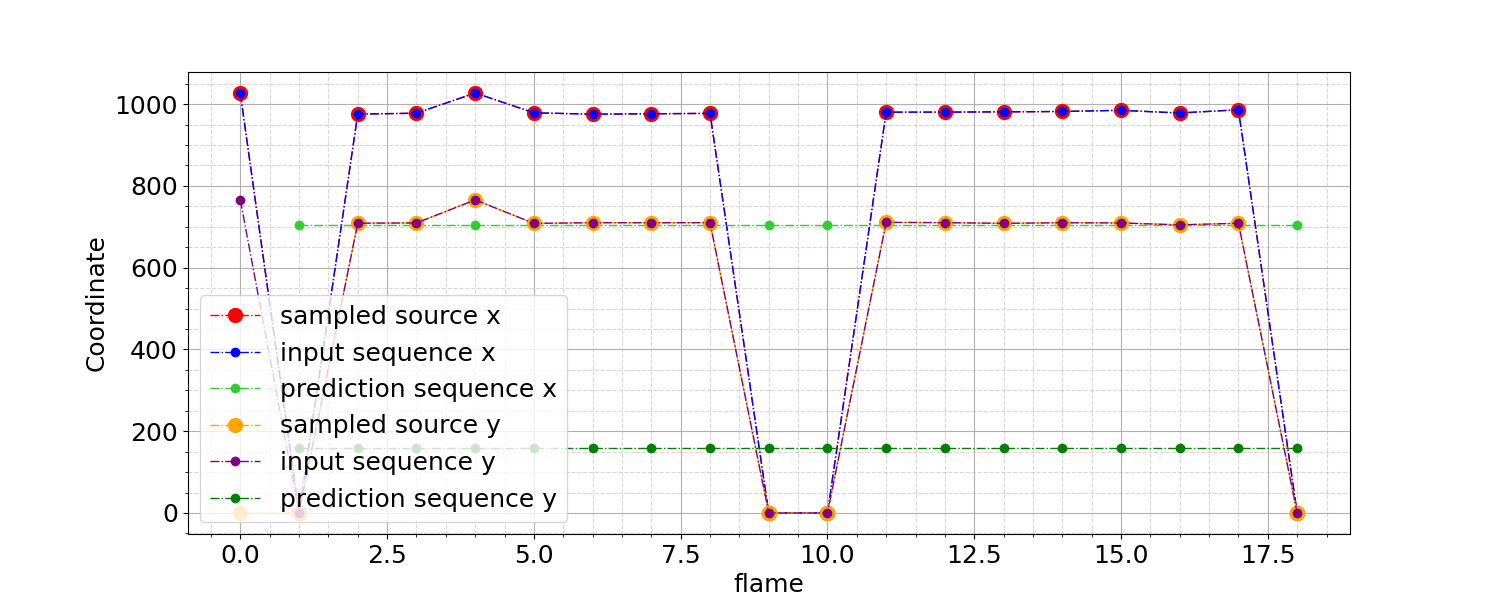 1000
800
600
400
200
0
Coordinate
sampled source x
input sequence x
prediction sequence x
sampled source y
input sequence y
prediction sequence y
0.0 2.5 5.0 7.5 10.0 12.5 15.0 17.5
flame